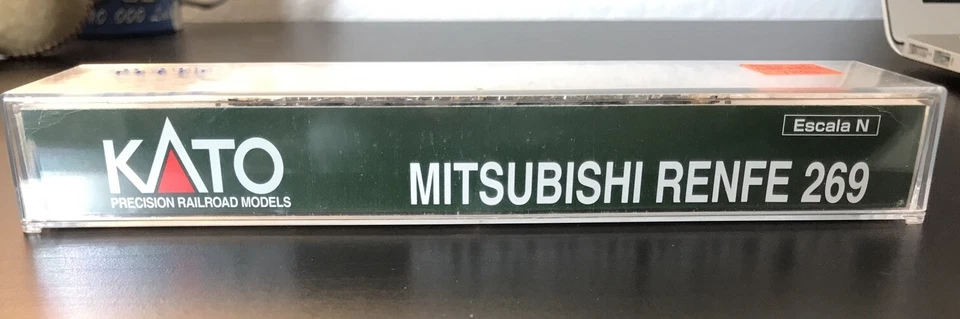 KATO
PRECISION RAILROAD MODELS
Escala N
MITSUBISHI RENFE 269